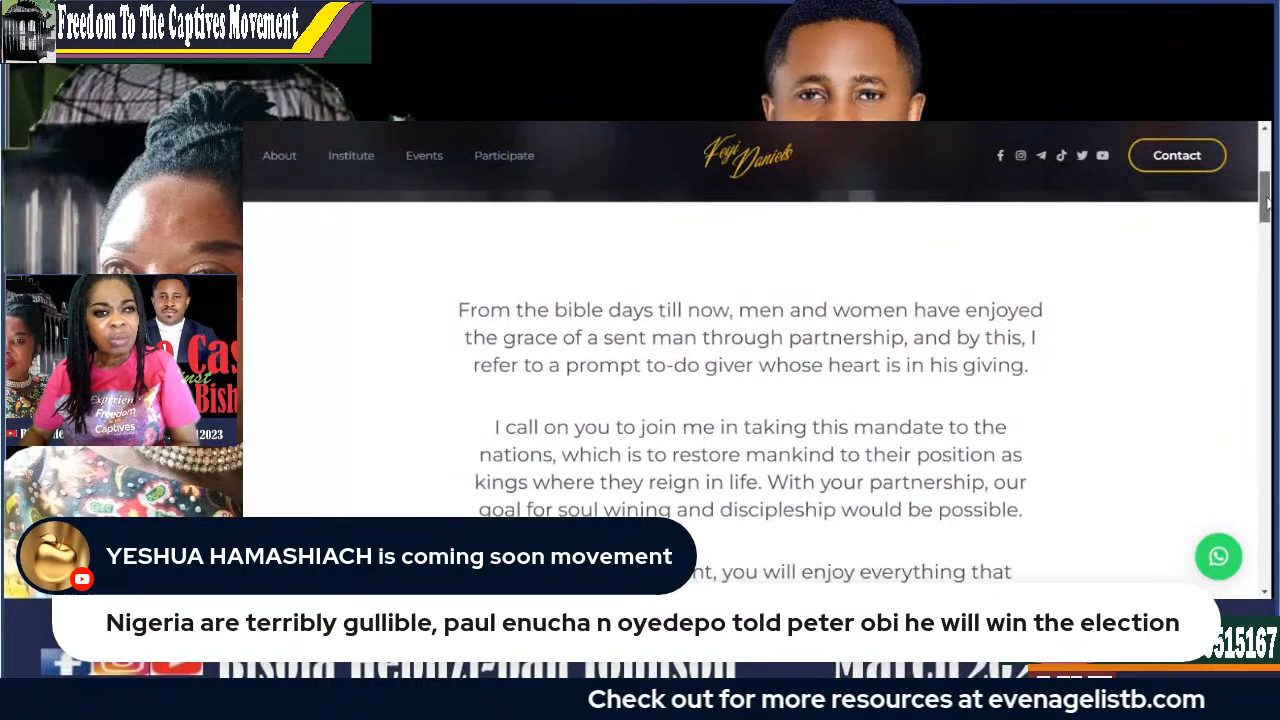 Freedom To The Captives Movement
About
Institute
Events
Participate
Keyi Daniels
Contact
From the bible days till now, men and women have enjoyed
the grace of a sent man through partnership, and by this, I
refer to a prompt to-do giver whose heart is in his giving.
I call on you to join me in taking this mandate to the
nations, which is to restore mankind to their position as
kings where they reign in life. With your partnership, our
goal for soul wining and discipleship would be possible.
you will enjoy everything that
Experience
Freedom
Captives
Cas
Bish
2023
YESHUA HAMASHIACH is coming soon movement
Nigeria are terribly gullible, paul enucha n oyedepo told peter obi he will win the election
515167
Check out for more resources at evenagelistb.com